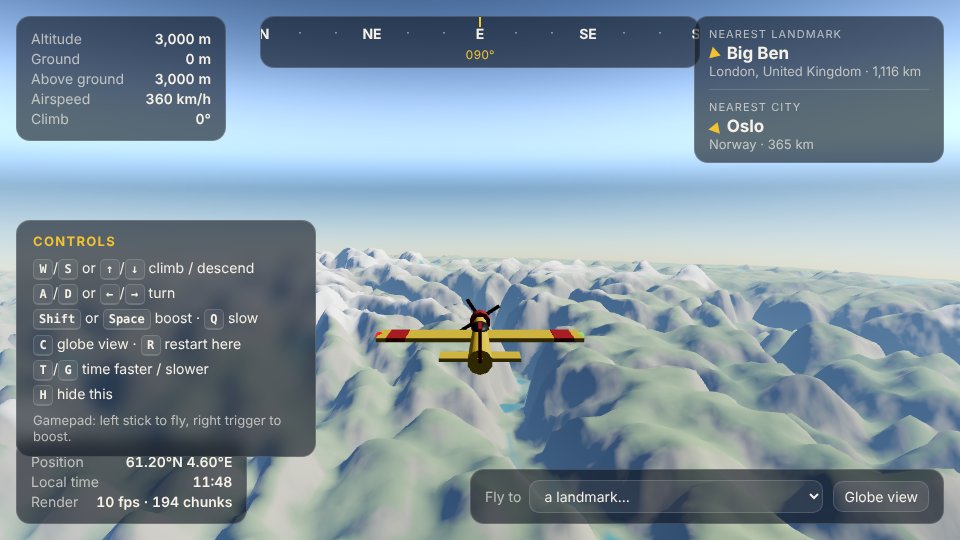 Altitude 3,000 m
Ground 0 m
Above ground 3,000 m
Airspeed 360 km/h
Climb 0°
N · · NE · · E · · SE · · S
090°
NEAREST LANDMARK
Big Ben
London, United Kingdom · 1,116 km
NEAREST CITY
Oslo
Norway · 365 km
CONTROLS
W/S or ↑/↓ climb / descend
A/D or ←/→ turn
Shift or Space boost · Q slow
C globe view · R restart here
T/G time faster / slower
H hide this
Gamepad: left stick to fly, right trigger to
boost.
Position 61.20°N 4.60°E
Local time 11:48
Render 10 fps · 194 chunks
Fly to a landmark... Globe view